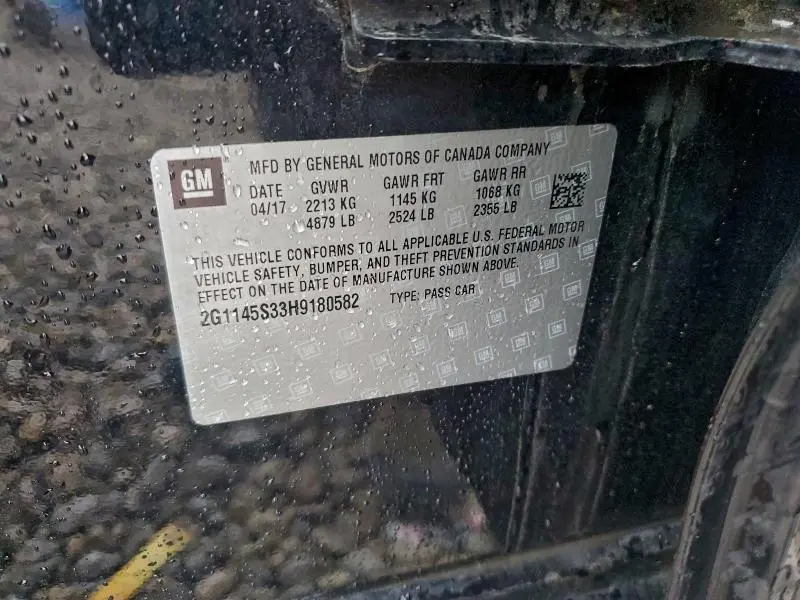 GM
MFD BY GENERAL MOTORS OF CANADA COMPANY
DATE GVWR GAWR FRT GAWR RR
04/17 2213 KG 1145 KG 1068 KG
4879 LB 2524 LB 2355 LB
THIS VEHICLE CONFORMS TO ALL APPLICABLE U.S. FEDERAL MOTOR
VEHICLE SAFETY, BUMPER, AND THEFT PREVENTION STANDARDS IN
EFFECT ON THE DATE OF MANUFACTURE SHOWN ABOVE.
2G1145S33H9180582 TYPE: PASS CAR